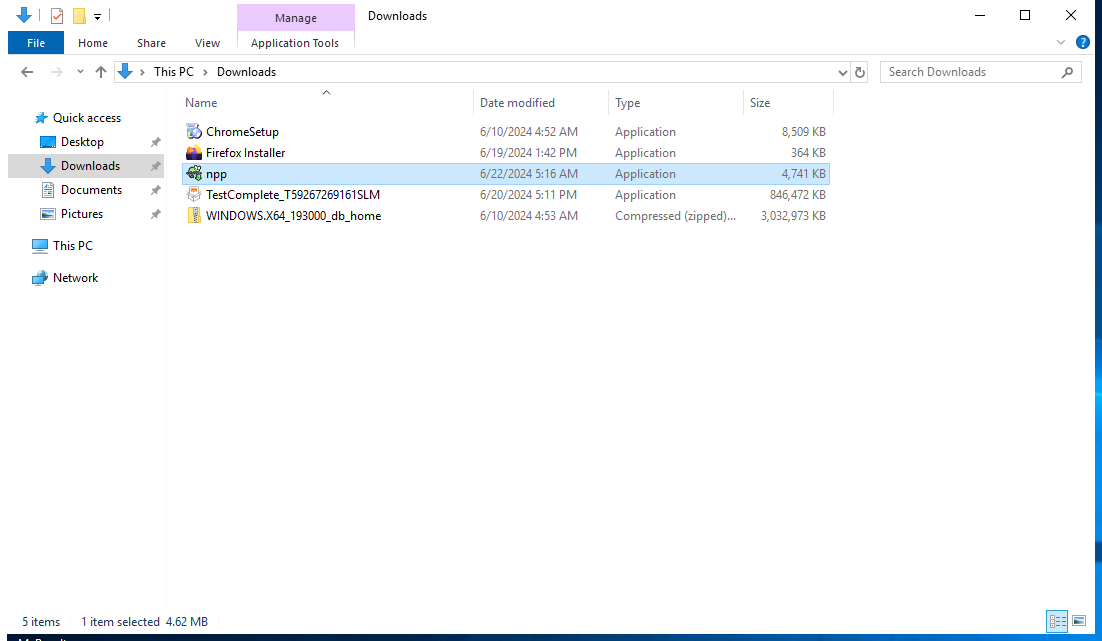 Manage
Downloads
File
Home
Share
View
Application Tools
This PC
Downloads
Search Downloads
Name
Date modified
Type
Size
Quick access
Desktop
Downloads
Documents
Pictures
This PC
Network
ChromeSetup 6/10/2024 4:52 AM Application 8,509 KB
Firefox Installer 6/19/2024 1:42 PM Application 364 KB
npp 6/22/2024 5:16 AM Application 4,741 KB
TestComplete_T59267269161SLM 6/20/2024 5:11 PM Application 846,472 KB
WINDOWS.X64_193000_db_home 6/10/2024 4:53 AM Compressed (zipped)... 3,032,973 KB
5 items 1 item selected 4.62 MB